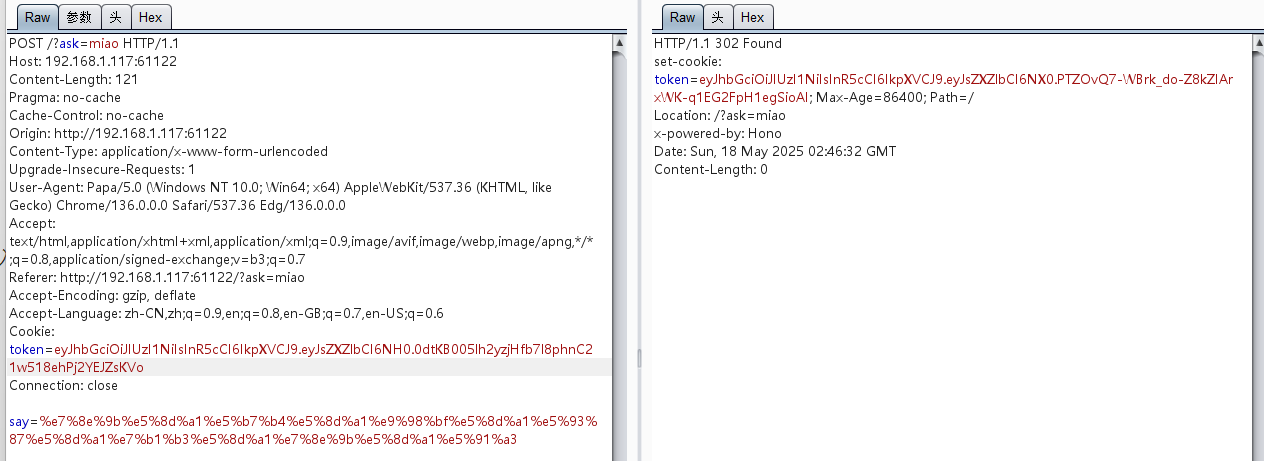 Raw 参数 头 Hex
POST /?ask=miao HTTP/1.1
Host: 192.168.1.117:61122
Content-Length: 121
Pragma: no-cache
Cache-Control: no-cache
Origin: http://192.168.1.117:61122
Content-Type: application/x-www-form-urlencoded
Upgrade-Insecure-Requests: 1
User-Agent: Papa/5.0 (Windows NT 10.0; Win64; x64) AppleWebKit/537.36 (KHTML, like
Gecko) Chrome/136.0.0.0 Safari/537.36 Edg/136.0.0.0
Accept:
text/html,application/xhtml+xml,application/xml;q=0.9,image/avif,image/webp,image/apng,*/*
;q=0.8,application/signed-exchange;v=b3;q=0.7
Referer: http://192.168.1.117:61122/?ask=miao
Accept-Encoding: gzip, deflate
Accept-Language: zh-CN,zh;q=0.9,en;q=0.8,en-GB;q=0.7,en-US;q=0.6
Cookie:
token=eyJhbGciOiJIUzI1NiIsInR5cCI6IkpXVCJ9.eyJsZXZlbCI6NH0.0dtKB005Ih2yzjHfb7I8phnC2
1w518ehPj2YEJZsKVo
Connection: close
say=%e7%8e%9b%e5%8d%a1%e5%b7%b4%e5%8d%a1%e9%98%bf%e5%8d%a1%e5%93%
87%e5%8d%a1%e7%b1%b3%e5%8d%a1%e7%8e%9b%e5%8d%a1%e5%91%a3
Raw 头 Hex
HTTP/1.1 302 Found
set-cookie:
token=eyJhbGciOiJIUzI1NiIsInR5cCI6IkpXVCJ9.eyJsZXZlbCI6NX0.PTZOvQ7-WBrk_do-Z8kZIAr
xWK-q1EG2FpH1egSioAI; Max-Age=86400; Path=/
Location: /?ask=miao
x-powered-by: Hono
Date: Sun, 18 May 2025 02:46:32 GMT
Content-Length: 0